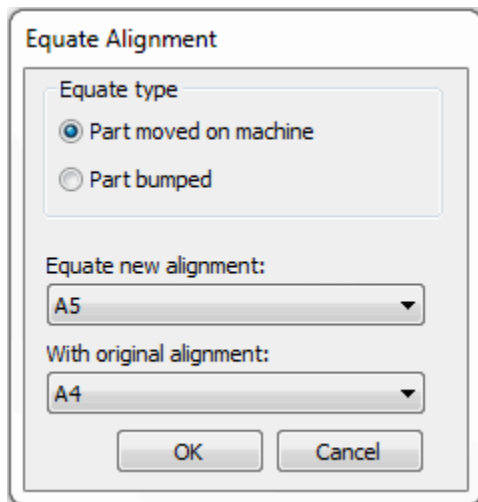 Equate Alignment
Equate type
Part moved on machine
Part bumped
Equate new alignment:
A5
With original alignment:
A4
OK Cancel